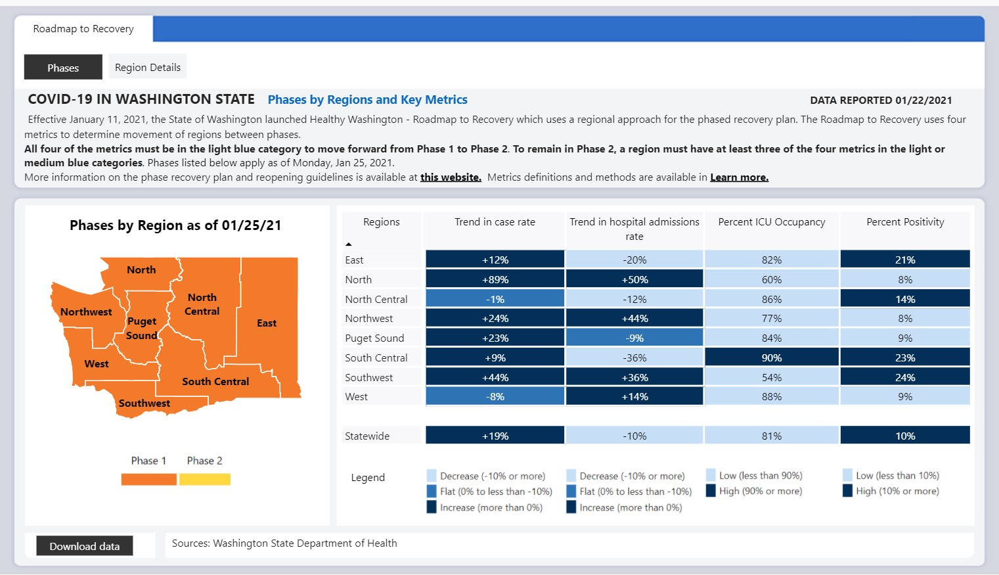 Roadmap to Recovery
Phases
Region Details
COVID-19 IN WASHINGTON STATE Phases by Regions and Key Metrics DATA REPORTED 01/22/2021
Effective January 11, 2021, the State of Washington launched Healthy Washington - Roadmap to Recovery which uses a regional approach for the phased recovery plan. The Roadmap to Recovery uses four
metrics to determine movement of regions between phases.
All four of the metrics must be in the light blue category to move forward from Phase 1 to Phase 2. To remain in Phase 2, a region must have at least three of the four metrics in the light or
medium blue categories. Phases listed below apply as of Monday, Jan 25, 2021.
More information on the phase recovery plan and reopening guidelines is available at this website. Metrics definitions and methods are available in Learn more.
Phases by Region as of 01/25/21
North
North
Central
Northwest
Puget
Sound
East
West
South Central
Southwest
Phase 1 Phase 2
Regions Trend in case rate Trend in hospital admissions Percent ICU Occupancy Percent Positivity
rate
East +12% -20% 82% 21%
North +89% +50% 60% 8%
North Central -1% -12% 86% 14%
Northwest +24% +44% 77% 8%
Puget Sound +23% -9% 84% 9%
South Central +9% -36% 90% 23%
Southwest +44% +36% 54% 24%
West -8% +14% 88% 9%
Statewide +19% -10% 81% 10%
Legend
Decrease (-10% or more) Decrease (-10% or more) Low (less than 90%) Low (less than 10%)
Flat (0% to less than -10%) Flat (0% to less than -10%) High (90% or more) High (10% or more)
Increase (more than 0%) Increase (more than 0%)
Download data
Sources: Washington State Department of Health